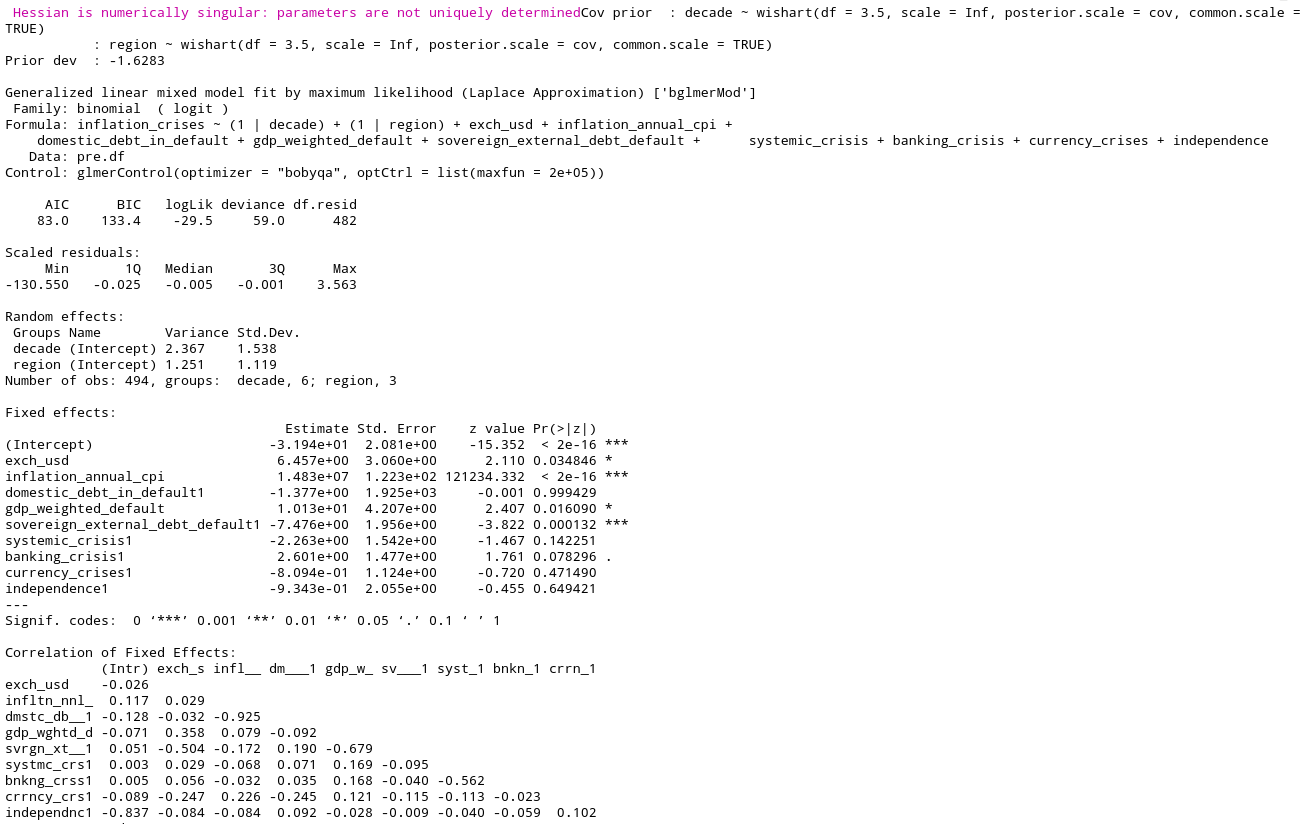 Hessian is numerically singular: parameters are not uniquely determinedCov prior  : decade ~ wishart(df = 3.5, scale = Inf, posterior.scale = cov, common.scale =
TRUE)
           : region ~ wishart(df = 3.5, scale = Inf, posterior.scale = cov, common.scale = TRUE)
Prior dev  : -1.6283

Generalized linear mixed model fit by maximum likelihood (Laplace Approximation) ['bglmerMod']
 Family: binomial  ( logit )
Formula: inflation_crises ~ (1 | decade) + (1 | region) + exch_usd + inflation_annual_cpi +
    domestic_debt_in_default + gdp_weighted_default + sovereign_external_debt_default +      systemic_crisis + banking_crisis + currency_crises + independence
   Data: pre.df
Control: glmerControl(optimizer = "bobyqa", optCtrl = list(maxfun = 2e+05))

     AIC      BIC   logLik deviance df.resid
    83.0    133.4    -29.5     59.0      482

Scaled residuals:
     Min       1Q   Median       3Q      Max
-130.550   -0.025   -0.005   -0.001    3.563

Random effects:
 Groups Name        Variance Std.Dev.
 decade (Intercept) 2.367    1.538
 region (Intercept) 1.251    1.119
Number of obs: 494, groups:  decade, 6; region, 3

Fixed effects:
                                   Estimate Std. Error    z value Pr(>|z|)
(Intercept)                      -3.194e+01  2.081e+00    -15.352  < 2e-16 ***
exch_usd                          6.457e+00  3.060e+00      2.110 0.034846 *
inflation_annual_cpi              1.483e+07  1.223e+02 121234.332  < 2e-16 ***
domestic_debt_in_default1        -1.377e+00  1.925e+03     -0.001 0.999429
gdp_weighted_default              1.013e+01  4.207e+00      2.407 0.016090 *
sovereign_external_debt_default1 -7.476e+00  1.956e+00     -3.822 0.000132 ***
systemic_crisis1                 -2.263e+00  1.542e+00     -1.467 0.142251
banking_crisis1                   2.601e+00  1.477e+00      1.761 0.078296 .
currency_crises1                 -8.094e-01  1.124e+00     -0.720 0.471490
independence1                    -9.343e-01  2.055e+00     -0.455 0.649421
---
Signif. codes:  0 ‘***’ 0.001 ‘**’ 0.01 ‘*’ 0.05 ‘.’ 0.1 ‘ ’ 1

Correlation of Fixed Effects:
            (Intr) exch_s infl__ dm___1 gdp_w_ sv___1 syst_1 bnkn_1 crrn_1
exch_usd    -0.026
infltn_nnl_  0.117  0.029
dmstc_db__1 -0.128 -0.032 -0.925
gdp_wghtd_d -0.071  0.358  0.079 -0.092
svrgn_xt__1  0.051 -0.504 -0.172  0.190 -0.679
systmc_crs1  0.003  0.029 -0.068  0.071  0.169 -0.095
bnkng_crss1  0.005  0.056 -0.032  0.035  0.168 -0.040 -0.562
crrncy_crs1 -0.089 -0.247  0.226 -0.245  0.121 -0.115 -0.113 -0.023
independnc1 -0.837 -0.084 -0.084  0.092 -0.028 -0.009 -0.040 -0.059  0.102